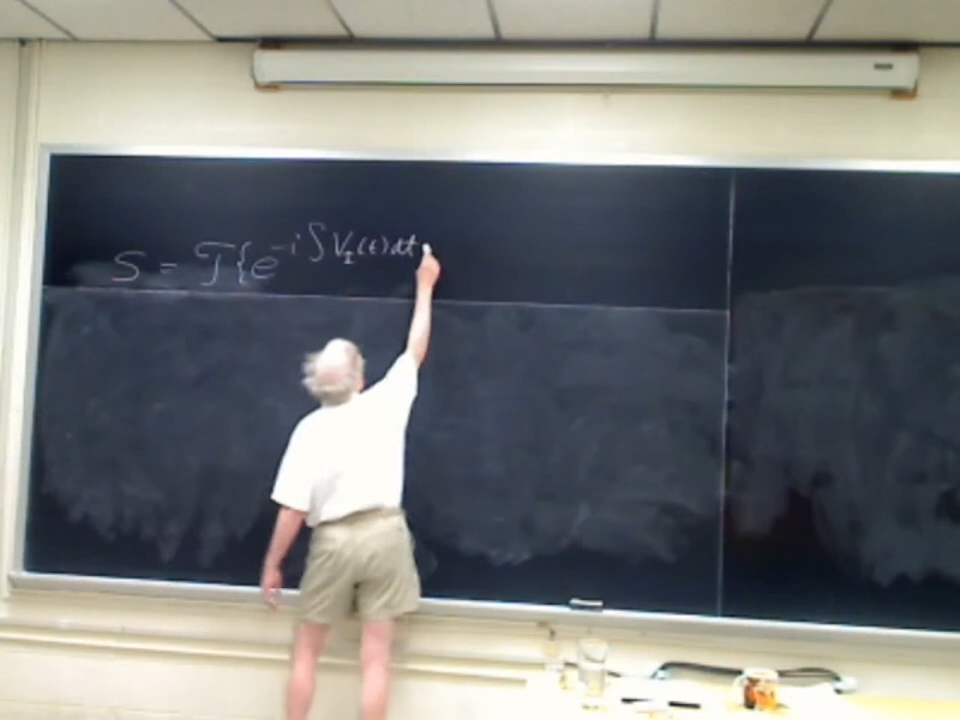 S = T{e^{-i∫V_I(t)dt